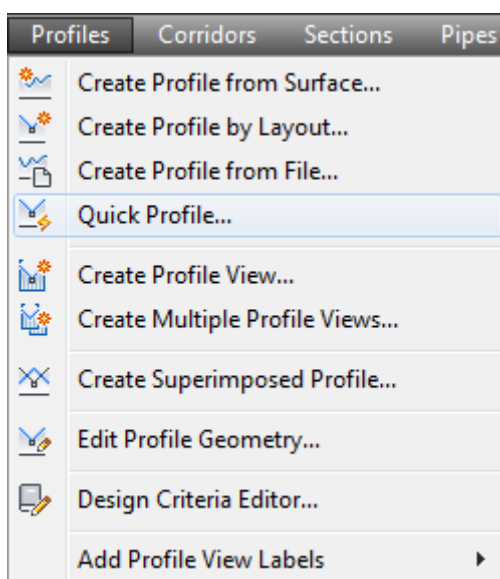 Profiles Corridors Sections Pipes
Create Profile from Surface...
Create Profile by Layout...
Create Profile from File...
Quick Profile...
Create Profile View...
Create Multiple Profile Views...
Create Superimposed Profile...
Edit Profile Geometry...
Design Criteria Editor...
Add Profile View Labels